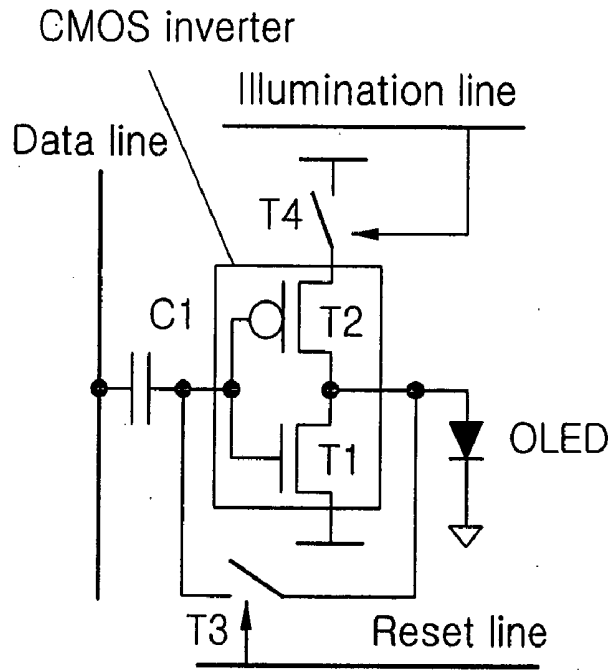 CMOS inverter
Illumination line
Data line
T4
C1
T2
T1
OLED
T3
Reset line